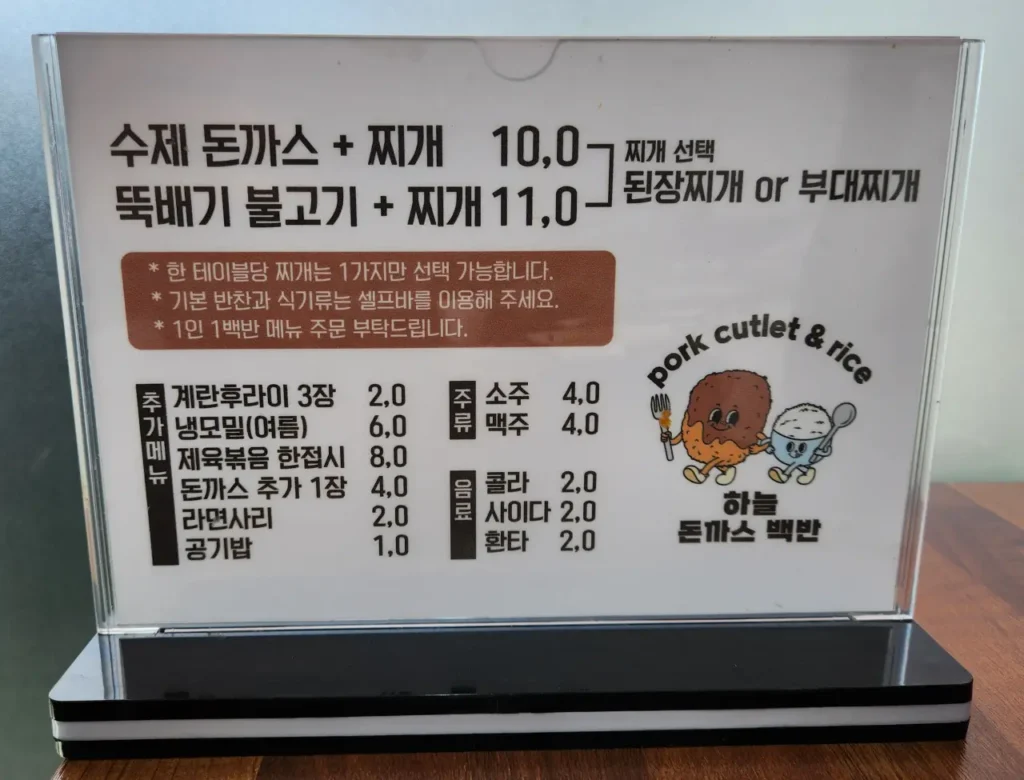 수제 돈까스 + 찌개 10,0
뚝배기 불고기 + 찌개 11,0
찌개 선택
된장찌개 or 부대찌개
* 한 테이블당 찌개는 1가지만 선택 가능합니다.
* 기본 반찬과 식기류는 셀프바를 이용해 주세요.
* 1인 1백반 메뉴 주문 부탁드립니다.
추가메뉴
계란후라이 3장 2,0
냉모밀(여름) 6,0
제육볶음 한접시 8,0
돈까스 추가 1장 4,0
라면사리 2,0
공기밥 1,0
주류
소주 4,0
맥주 4,0
음료
콜라 2,0
사이다 2,0
환타 2,0
pork cutlet & rice
하늘
돈까스 백반